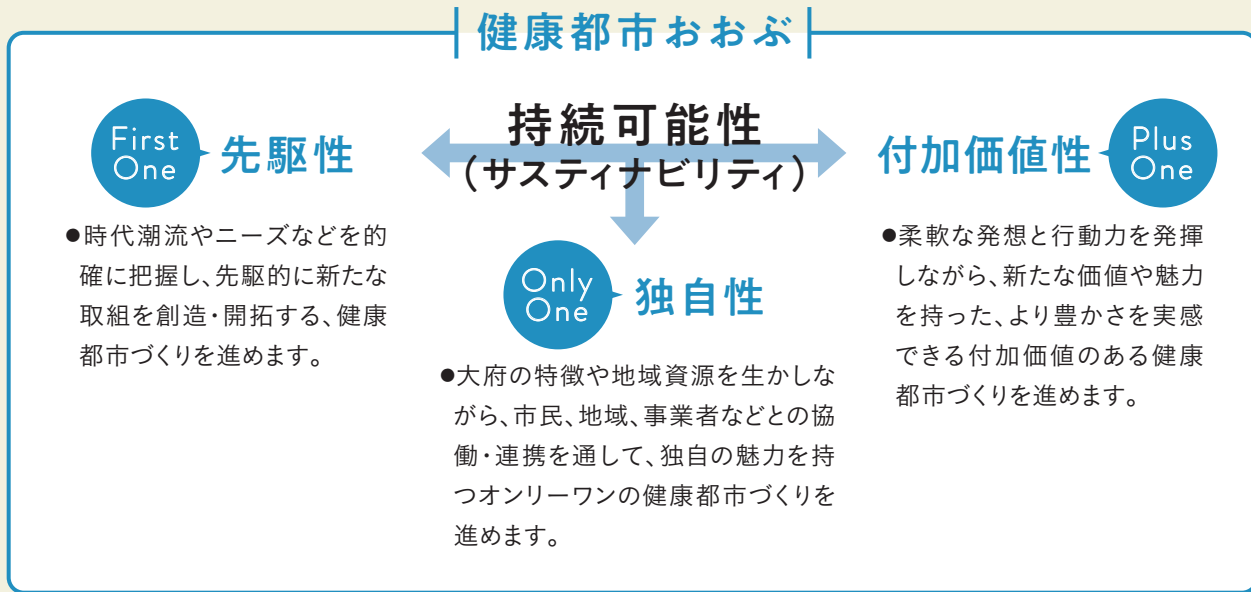 健康都市おおぶ
持続可能性
（サスティナビリティ）
First
One
先駆性
●時代潮流やニーズなどを的
確に把握し、先駆的に新たな
取組を創造・開拓する、健康
都市づくりを進めます。
Only
One
独自性
●大府の特徴や地域資源を生かしな
がら、市民、地域、事業者などとの協
働・連携を通して、独自の魅力を持
つオンリーワンの健康都市づくりを
進めます。
付加価値性
Plus
One
●柔軟な発想と行動力を発揮
しながら、新たな価値や魅力
を持った、より豊かさを実感
できる付加価値のある健康
都市づくりを進めます。